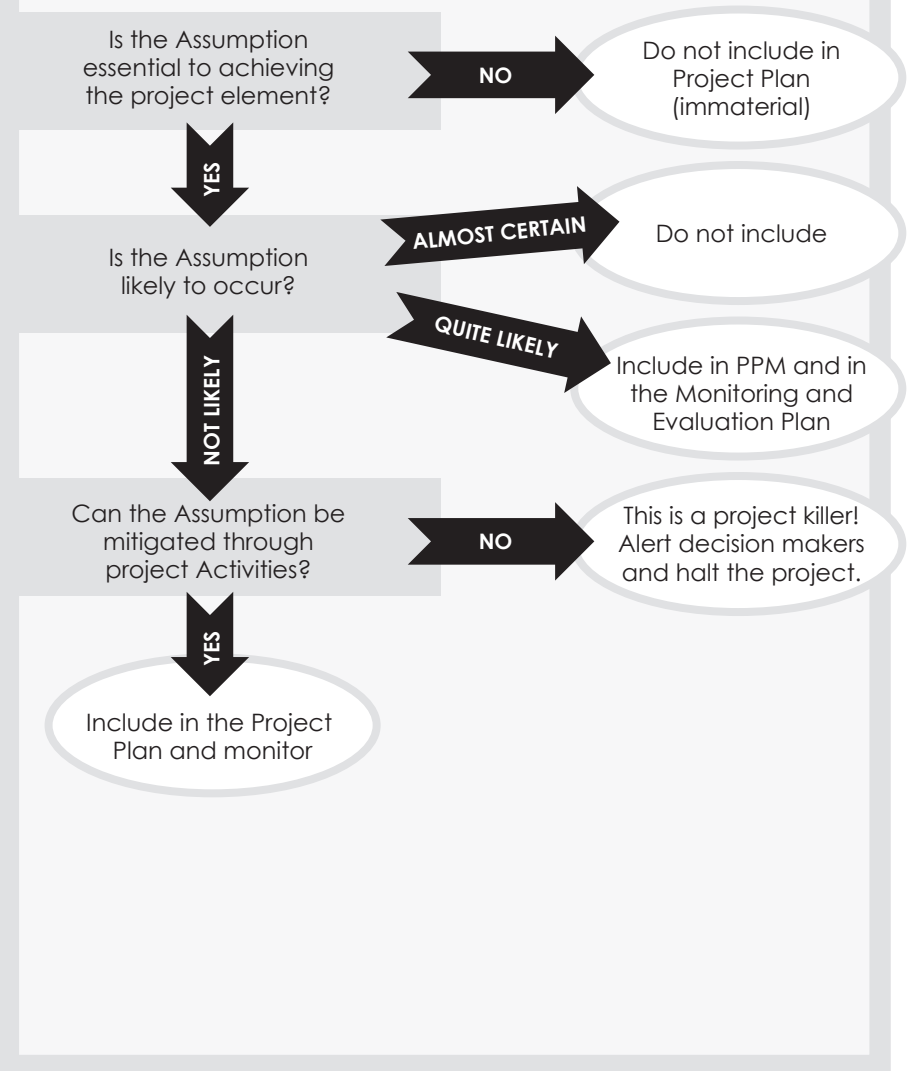 Is the Assumption
essential to achieving
the project element?
NO
Do not include in
Project Plan
(immaterial)
YES
Is the Assumption
likely to occur?
ALMOST CERTAIN
Do not include
QUITE LIKELY
Include in PPM and in
the Monitoring and
Evaluation Plan
NOT LIKELY
Can the Assumption be
mitigated through
project Activities?
NO
This is a project killer!
Alert decision makers
and halt the project.
YES
Include in the Project
Plan and monitor